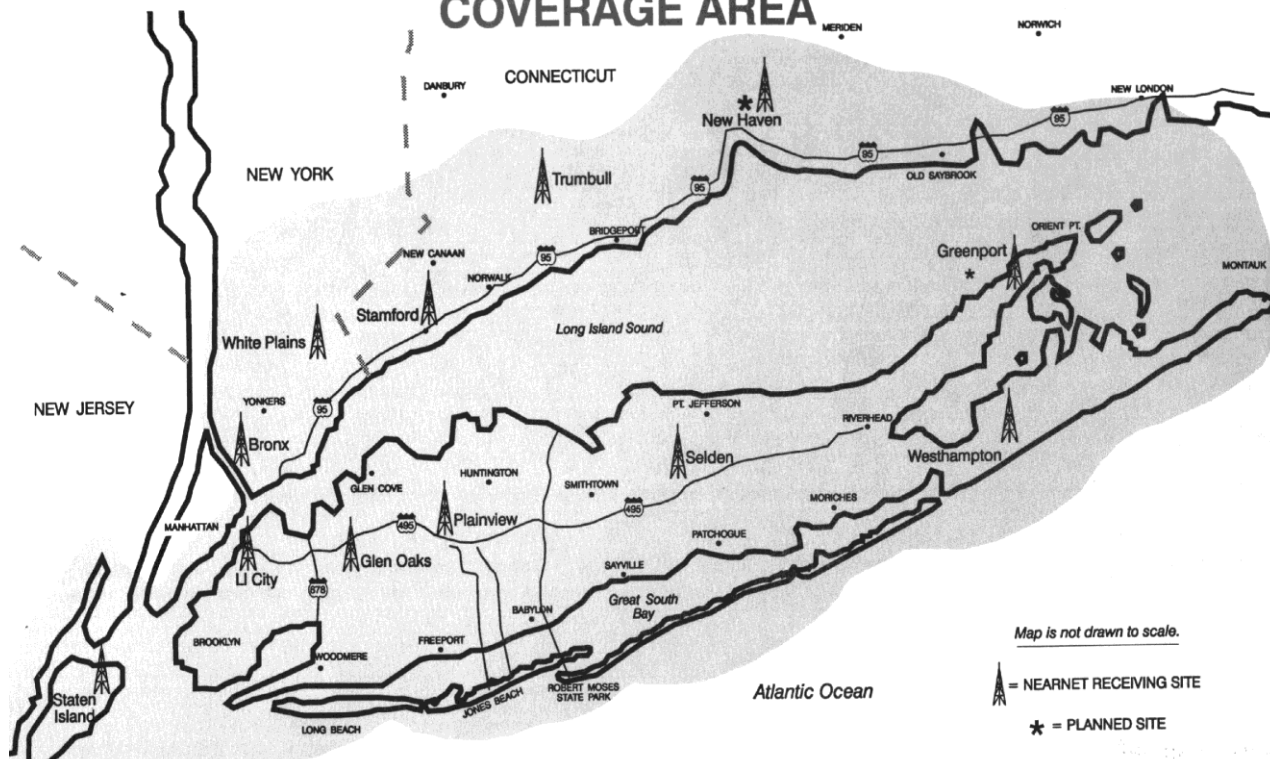 COVERAGE AREA
MERIDEN
NORWICH
CONNECTICUT
DANBURY
NEW LONDON
* New Haven
95
95
OLD SAYBROOK
NEW YORK
Trumbull
95
BRIDGEPORT
ORIENT PT.
NEW CANAAN
95
Greenport
*
MONTAUK
NORWALK
Stamford
Long Island Sound
White Plains
NEW JERSEY
YONKERS
95
PT. JEFFERSON
RIVERHEAD
Bronx
Selden
Westhampton
GLEN COVE
HUNTINGTON
SMITHTOWN
MORICHES
MANHATTAN
495
Plainview
495
PATCHOGUE
LI City
Glen Oaks
SAYVILLE
678
Great South
Bay
BABYLON
BROOKLYN
FREEPORT
WOODMERE
Map is not drawn to scale.
Staten
Island
JONES BEACH
ROBERT MOSES
STATE PARK
Atlantic Ocean
= NEARNET RECEIVING SITE
LONG BEACH
* = PLANNED SITE